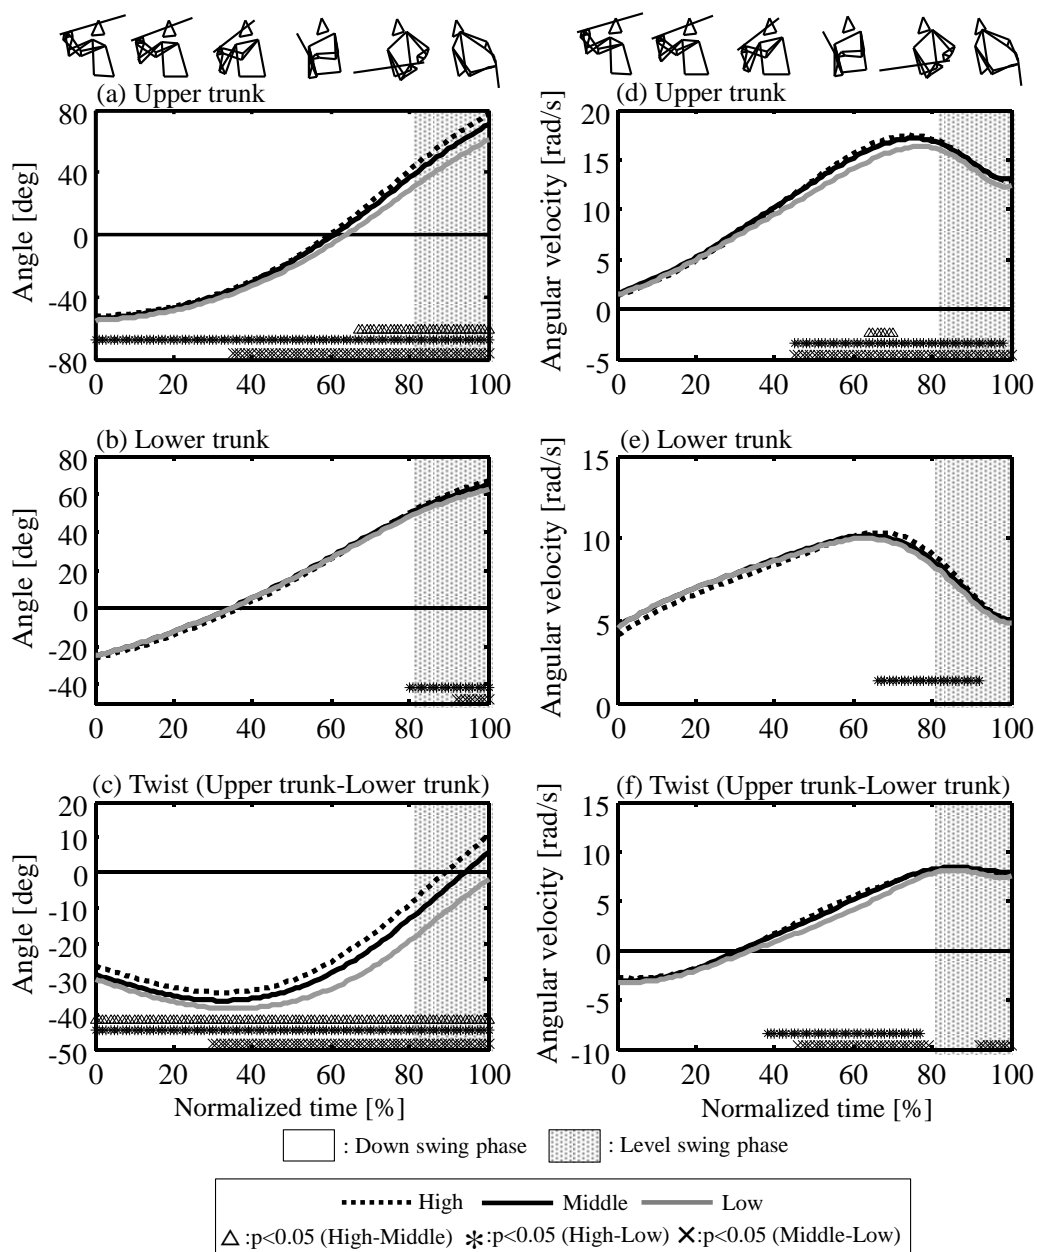 (a) Upper trunk
80
40
0
-40
-80
Angle [deg]
0 20 40 60 80 100
(d) Upper trunk
20
15
10
5
0
-5
Angular velocity [rad/s]
0 20 40 60 80 100
(b) Lower trunk
80
60
40
20
0
-20
-40
Angle [deg]
0 20 40 60 80 100
(e) Lower trunk
15
10
5
0
Angular velocity [rad/s]
0 20 40 60 80 100
(c) Twist (Upper trunk-Lower trunk)
20
10
0
-10
-20
-30
-40
-50
Angle [deg]
0 20 40 60 80 100
Normalized time [%]
(f) Twist (Upper trunk-Lower trunk)
15
10
5
0
-5
-10
Angular velocity [rad/s]
0 20 40 60 80 100
Normalized time [%]
: Down swing phase : Level swing phase
High Middle Low
△ :p<0.05 (High-Middle) *:p<0.05 (High-Low) ×:p<0.05 (Middle-Low)